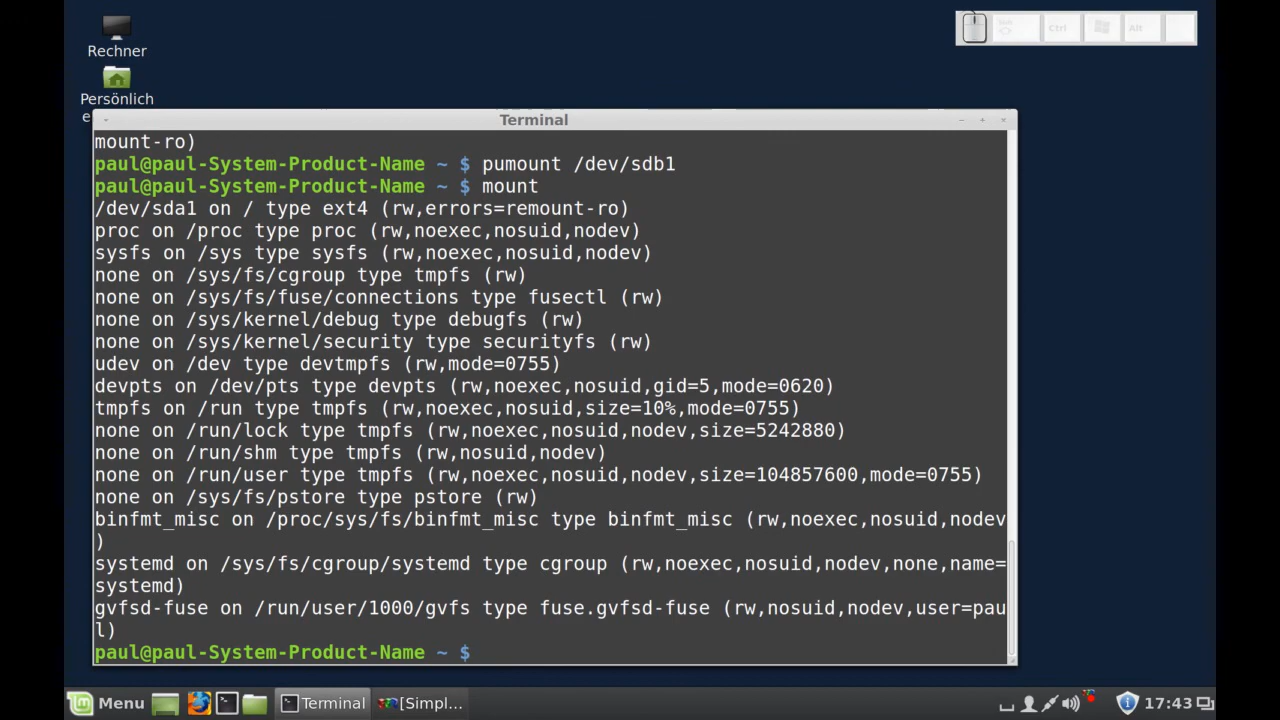 Rechner
Persönlich
e
Web
Ctrl
Alt
Terminal
mount-ro)
paul@paul-System-Product-Name ~ $ pumount /dev/sdb1
paul@paul-System-Product-Name ~ $ mount
/dev/sda1 on / type ext4 (rw,errors=remount-ro)
proc on /proc type proc (rw,noexec,nosuid,nodev)
sysfs on /sys type sysfs (rw,noexec,nosuid,nodev)
none on /sys/fs/cgroup type tmpfs (rw)
none on /sys/fs/fuse/connections type fusectl (rw)
none on /sys/kernel/debug type debugfs (rw)
none on /sys/kernel/security type securityfs (rw)
udev on /dev type devtmpfs (rw,mode=0755)
devpts on /dev/pts type devpts (rw,noexec,nosuid,gid=5,mode=0620)
tmpfs on /run type tmpfs (rw,noexec,nosuid,size=10%,mode=0755)
none on /run/lock type tmpfs (rw,noexec,nosuid,nodev,size=5242880)
none on /run/shm type tmpfs (rw,nosuid,nodev)
none on /run/user type tmpfs (rw,noexec,nosuid,nodev,size=104857600,mode=0755)
none on /sys/fs/pstore type pstore (rw)
binfmt_misc on /proc/sys/fs/binfmt_misc type binfmt_misc (rw,noexec,nosuid,nodev
)
systemd on /sys/fs/cgroup/systemd type cgroup (rw,noexec,nosuid,nodev,none,name=
systemd)
gvfsd-fuse on /run/user/1000/gvfs type fuse.gvfsd-fuse (rw,nosuid,nodev,user=pau
l)
paul@paul-System-Product-Name ~ $
Menu
Terminal
[Simpl...
17:43